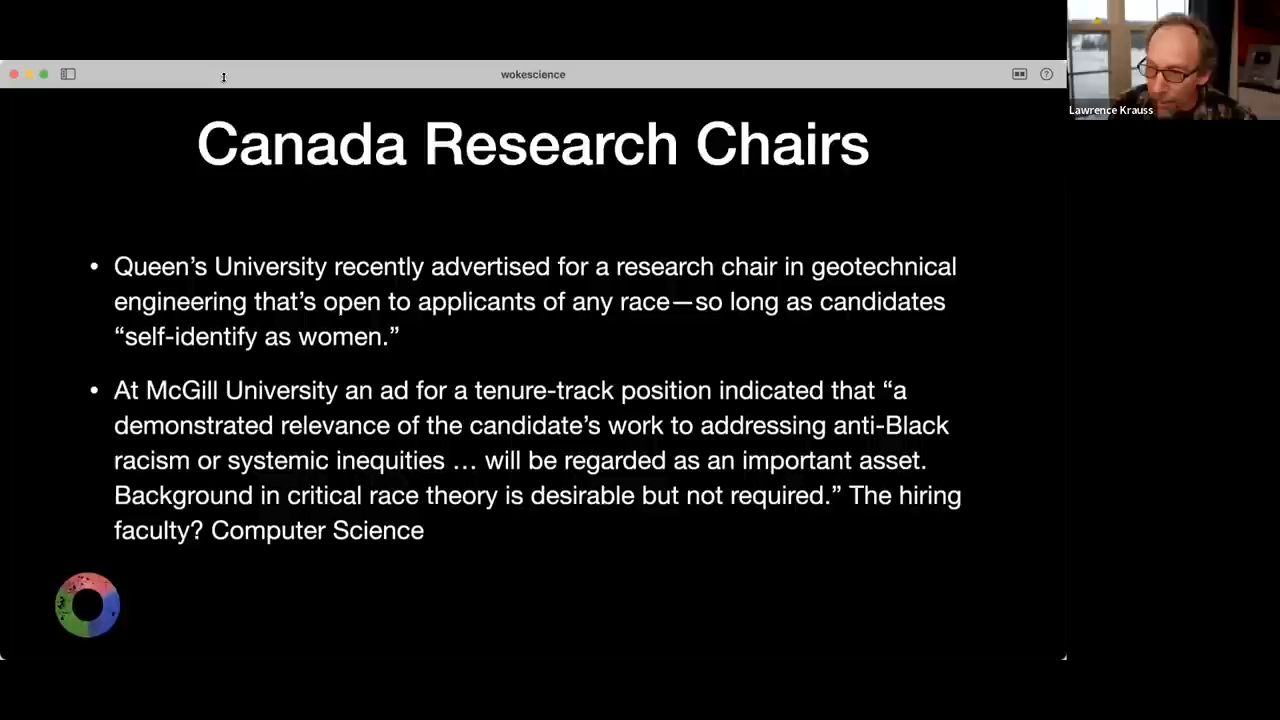 wokescience
Lawrence Krauss
Canada Research Chairs
• Queen’s University recently advertised for a research chair in geotechnical
engineering that’s open to applicants of any race—so long as candidates
“self-identify as women.”
• At McGill University an ad for a tenure-track position indicated that “a
demonstrated relevance of the candidate’s work to addressing anti-Black
racism or systemic inequities … will be regarded as an important asset.
Background in critical race theory is desirable but not required.” The hiring
faculty? Computer Science